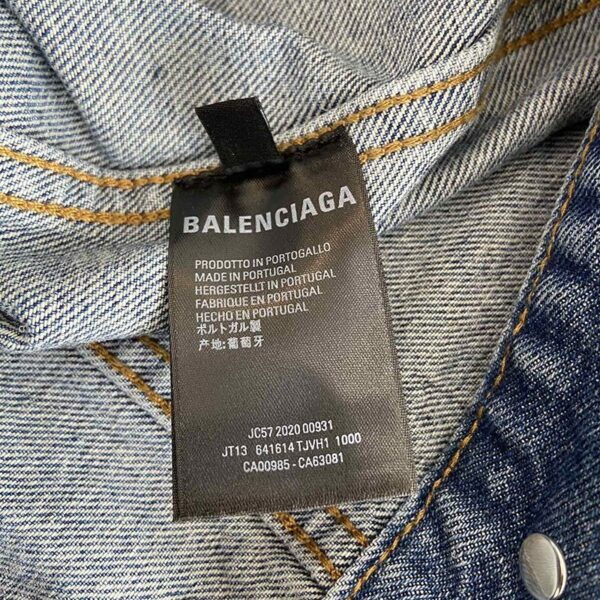 BALENCIAGA
PRODOTTO IN PORTOGALLO
MADE IN PORTUGAL
HERGESTELLT IN PORTUGAL
FABRIQUE EN PORTUGAL
HECHO EN PORTUGAL
ポルトガル製
产地:葡萄牙
JC57 2020 00931
JT13 641614 TJVH1 1000
CA00985 - CA63081